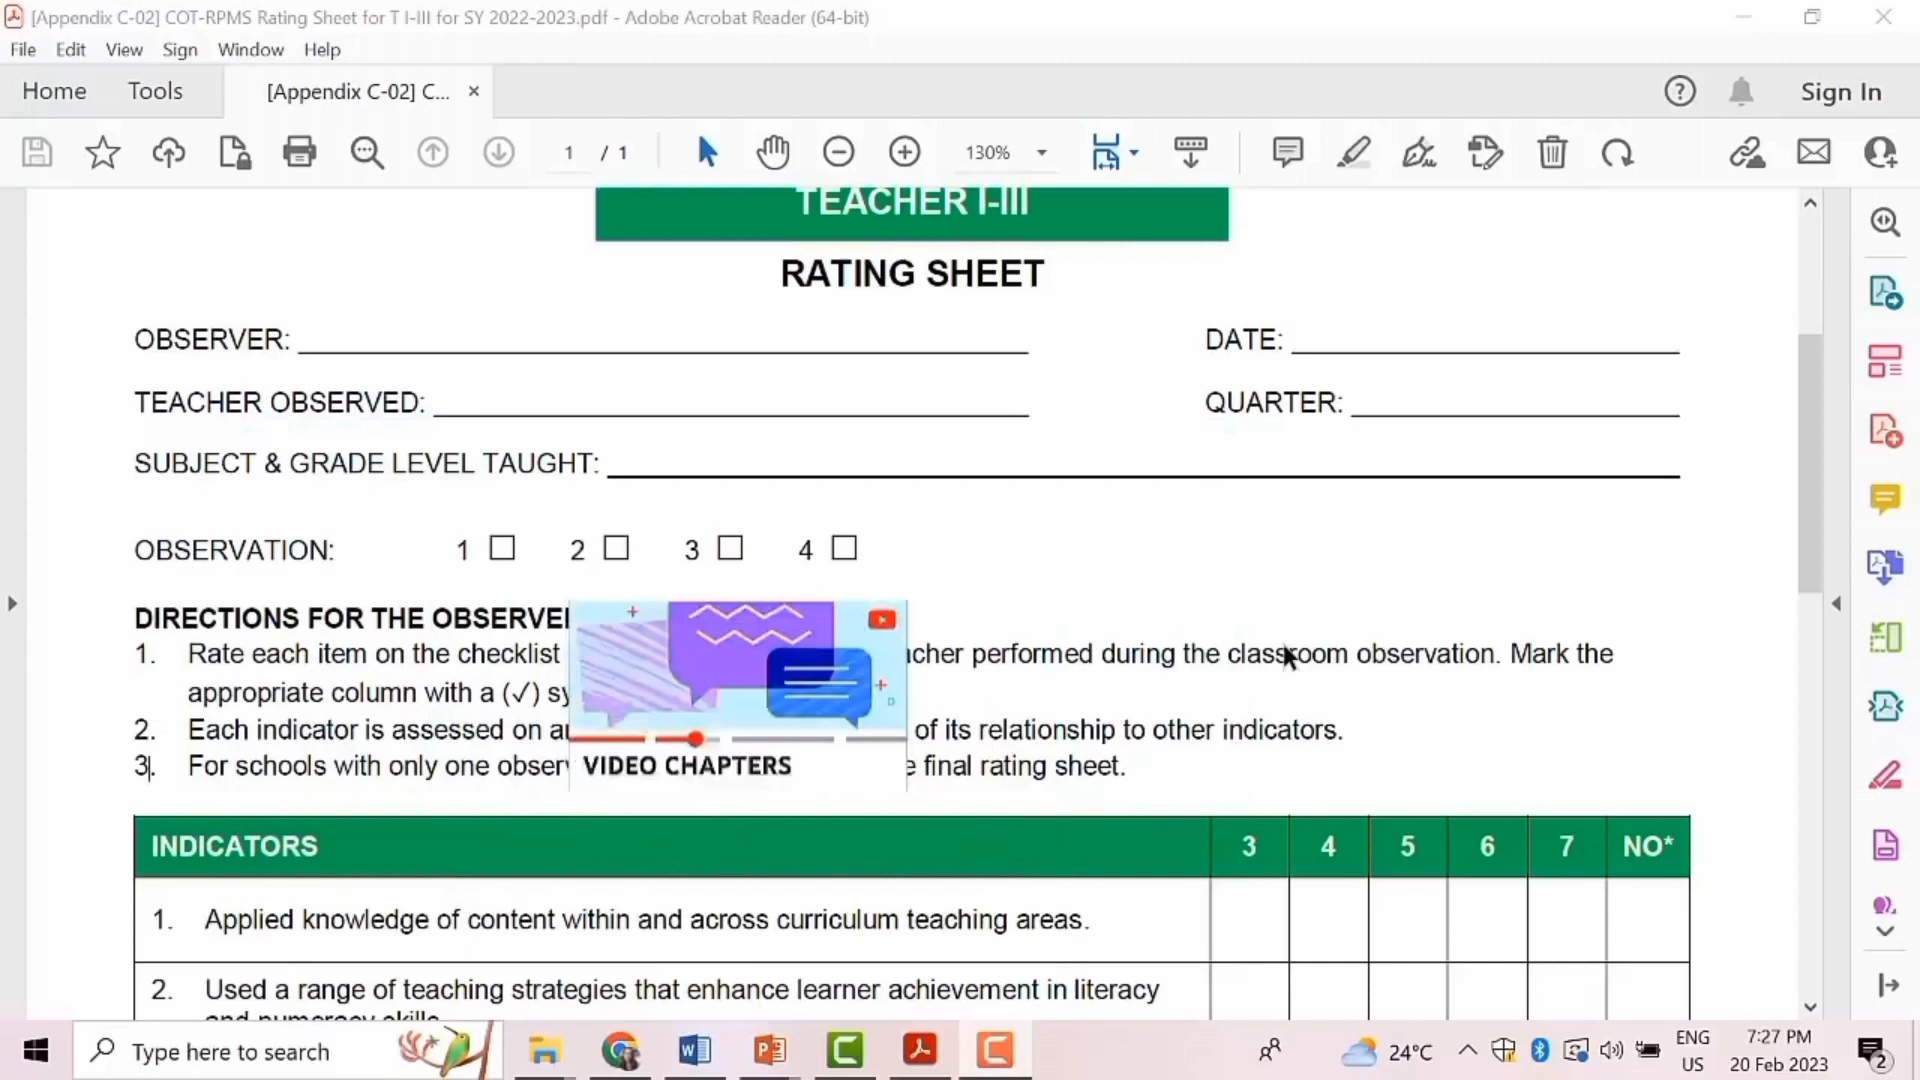 [Appendix C-02] COT-RPMS Rating Sheet for T I-III for SY 2022-2023.pdf - Adobe Acrobat Reader (64-bit)
File Edit View Sign Window Help
Home Tools [Appendix C-02] C... × Sign In
1 / 1 130%
TEACHER I-III
RATING SHEET
OBSERVER: DATE:
TEACHER OBSERVED: QUARTER:
SUBJECT & GRADE LEVEL TAUGHT:
OBSERVATION: 1 ☐ 2 ☐ 3 ☐ 4 ☐
DIRECTIONS FOR THE OBSERVE
1. Rate each item on the checklist performed during the classroom observation. Mark the
appropriate column with a (✓)
2. Each indicator is assessed on of its relationship to other indicators.
3. For schools with only one final rating sheet.
VIDEO CHAPTERS
INDICATORS 3 4 5 6 7 NO*
1. Applied knowledge of content within and across curriculum teaching areas.
2. Used a range of teaching strategies that enhance learner achievement in literacy
and numeracy skills
Type here to search 24°C ENG US 7:27 PM 20 Feb 2023 2